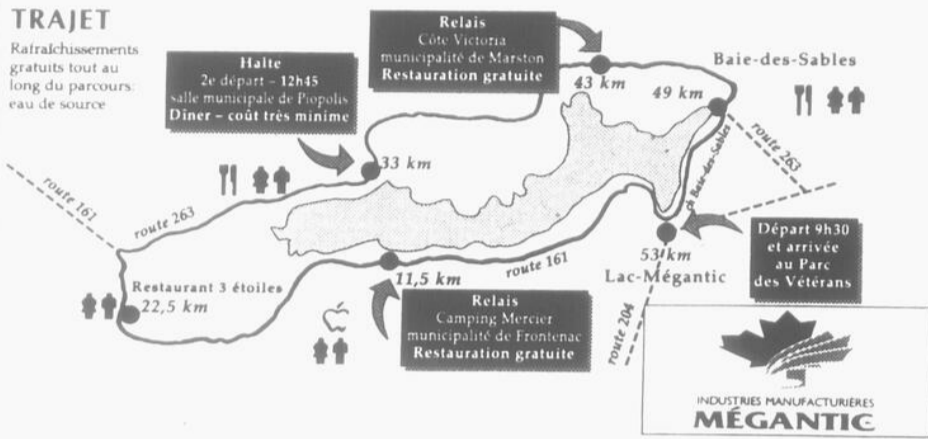 TRAJET
Rafraîchissements
gratuits tout au
long du parcours:
eau de source
Halte
2e départ – 12h45
salle municipale de Piopolis
Dîner – coût très minime
Relais
Côte Victoria
municipalité de Marston
Restauration gratuite
43 km
Baie-des-Sables
49 km
route 263
ch Baie-des-Sables
33 km
route 161
route 263
Restaurant 3 étoiles
22,5 km
11,5 km
route 161
Relais
Camping Mercier
municipalité de Frontenac
Restauration gratuite
53 km
Lac-Mégantic
route 204
Départ 9h30
et arrivée
au Parc
des Vétérans
INDUSTRIES MANUFACTURIÈRES
MÉGANTIC